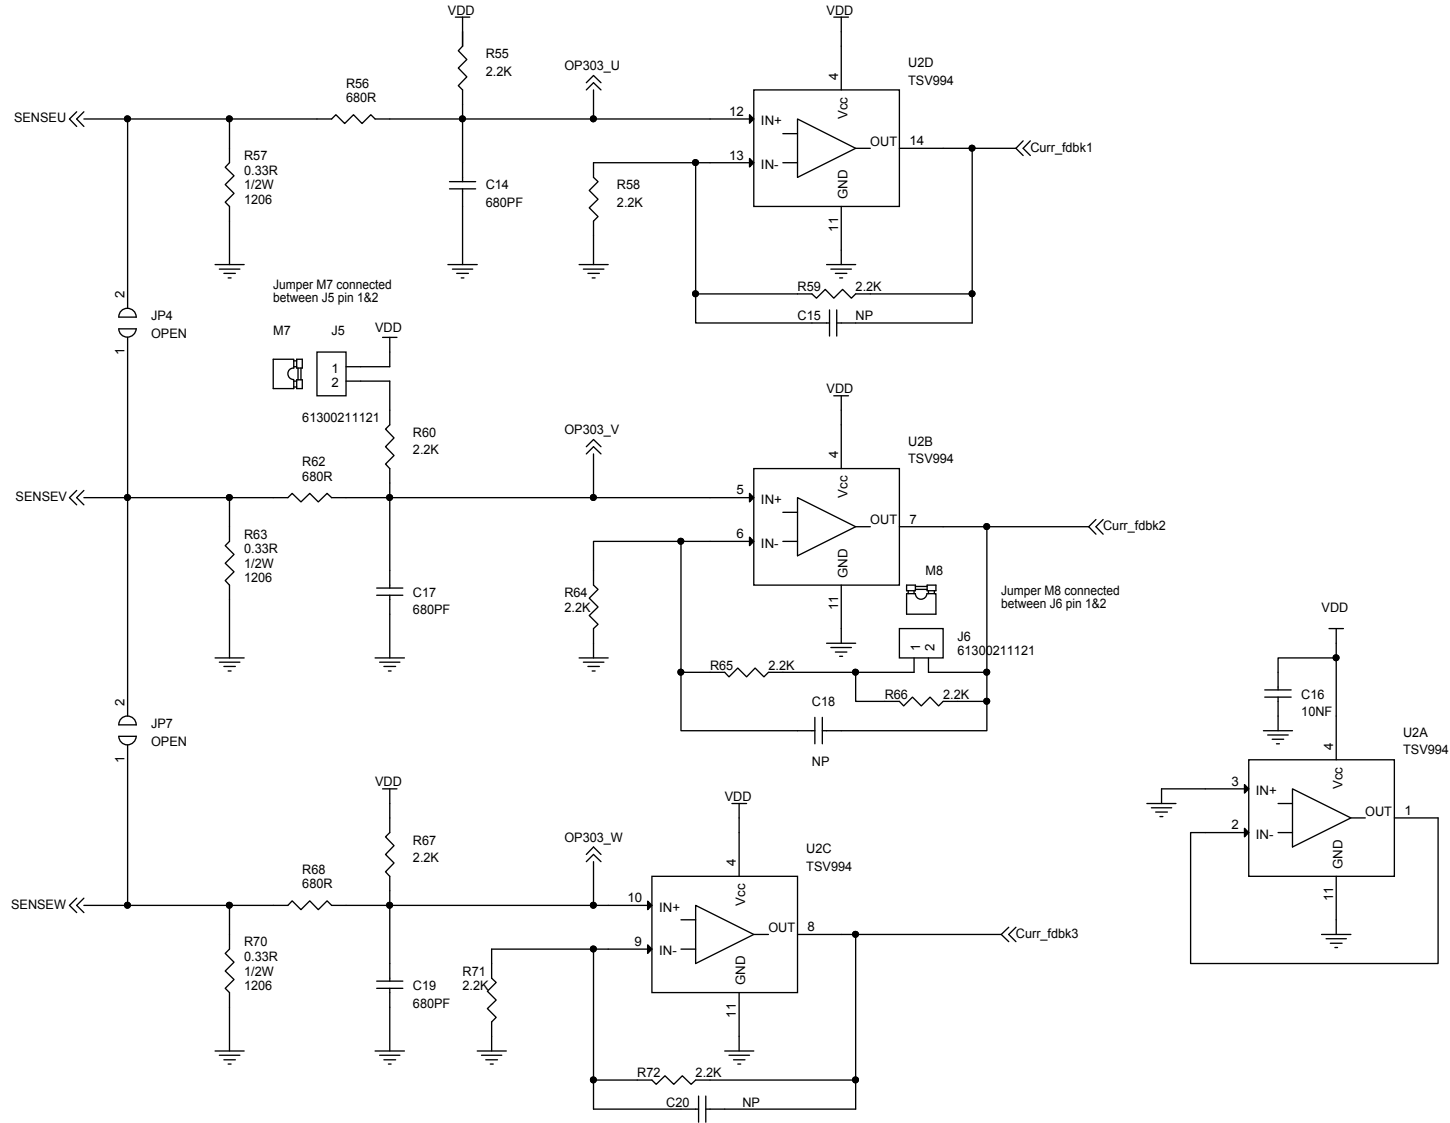 VDD
R55
2.2K
OP303_U
VDD
U2D
TSV994
R56
680R
SENSEU
R57
0.33R
1/2W
1206
C14
680PF
R58
2.2K
4
Vcc
12
IN+
13
IN-
OUT
14
GND
11
Curr_fdbk1
R59
2.2K
C15
NP
2
JP4
OPEN
1
Jumper M7 connected
between J5 pin 1&2
M7
J5
VDD
1
2
61300211121
R60
2.2K
OP303_V
VDD
U2B
TSV994
R62
680R
SENSEV
R63
0.33R
1/2W
1206
C17
680PF
R64
2.2K
4
Vcc
5
IN+
6
IN-
OUT
7
GND
11
Curr_fdbk2
M8
Jumper M8 connected
between J6 pin 1&2
J6
61300211121
1
2
R65
2.2K
R66
2.2K
C18
NP
2
JP7
OPEN
1
VDD
R67
2.2K
OP303_W
VDD
U2C
TSV994
R68
680R
SENSEW
R70
0.33R
1/2W
1206
C19
680PF
R71
2.2K
4
Vcc
10
IN+
9
IN-
OUT
8
GND
11
Curr_fdbk3
R72
2.2K
C20
NP
VDD
C16
10NF
U2A
TSV994
4
Vcc
3
IN+
2
IN-
OUT
1
GND
11